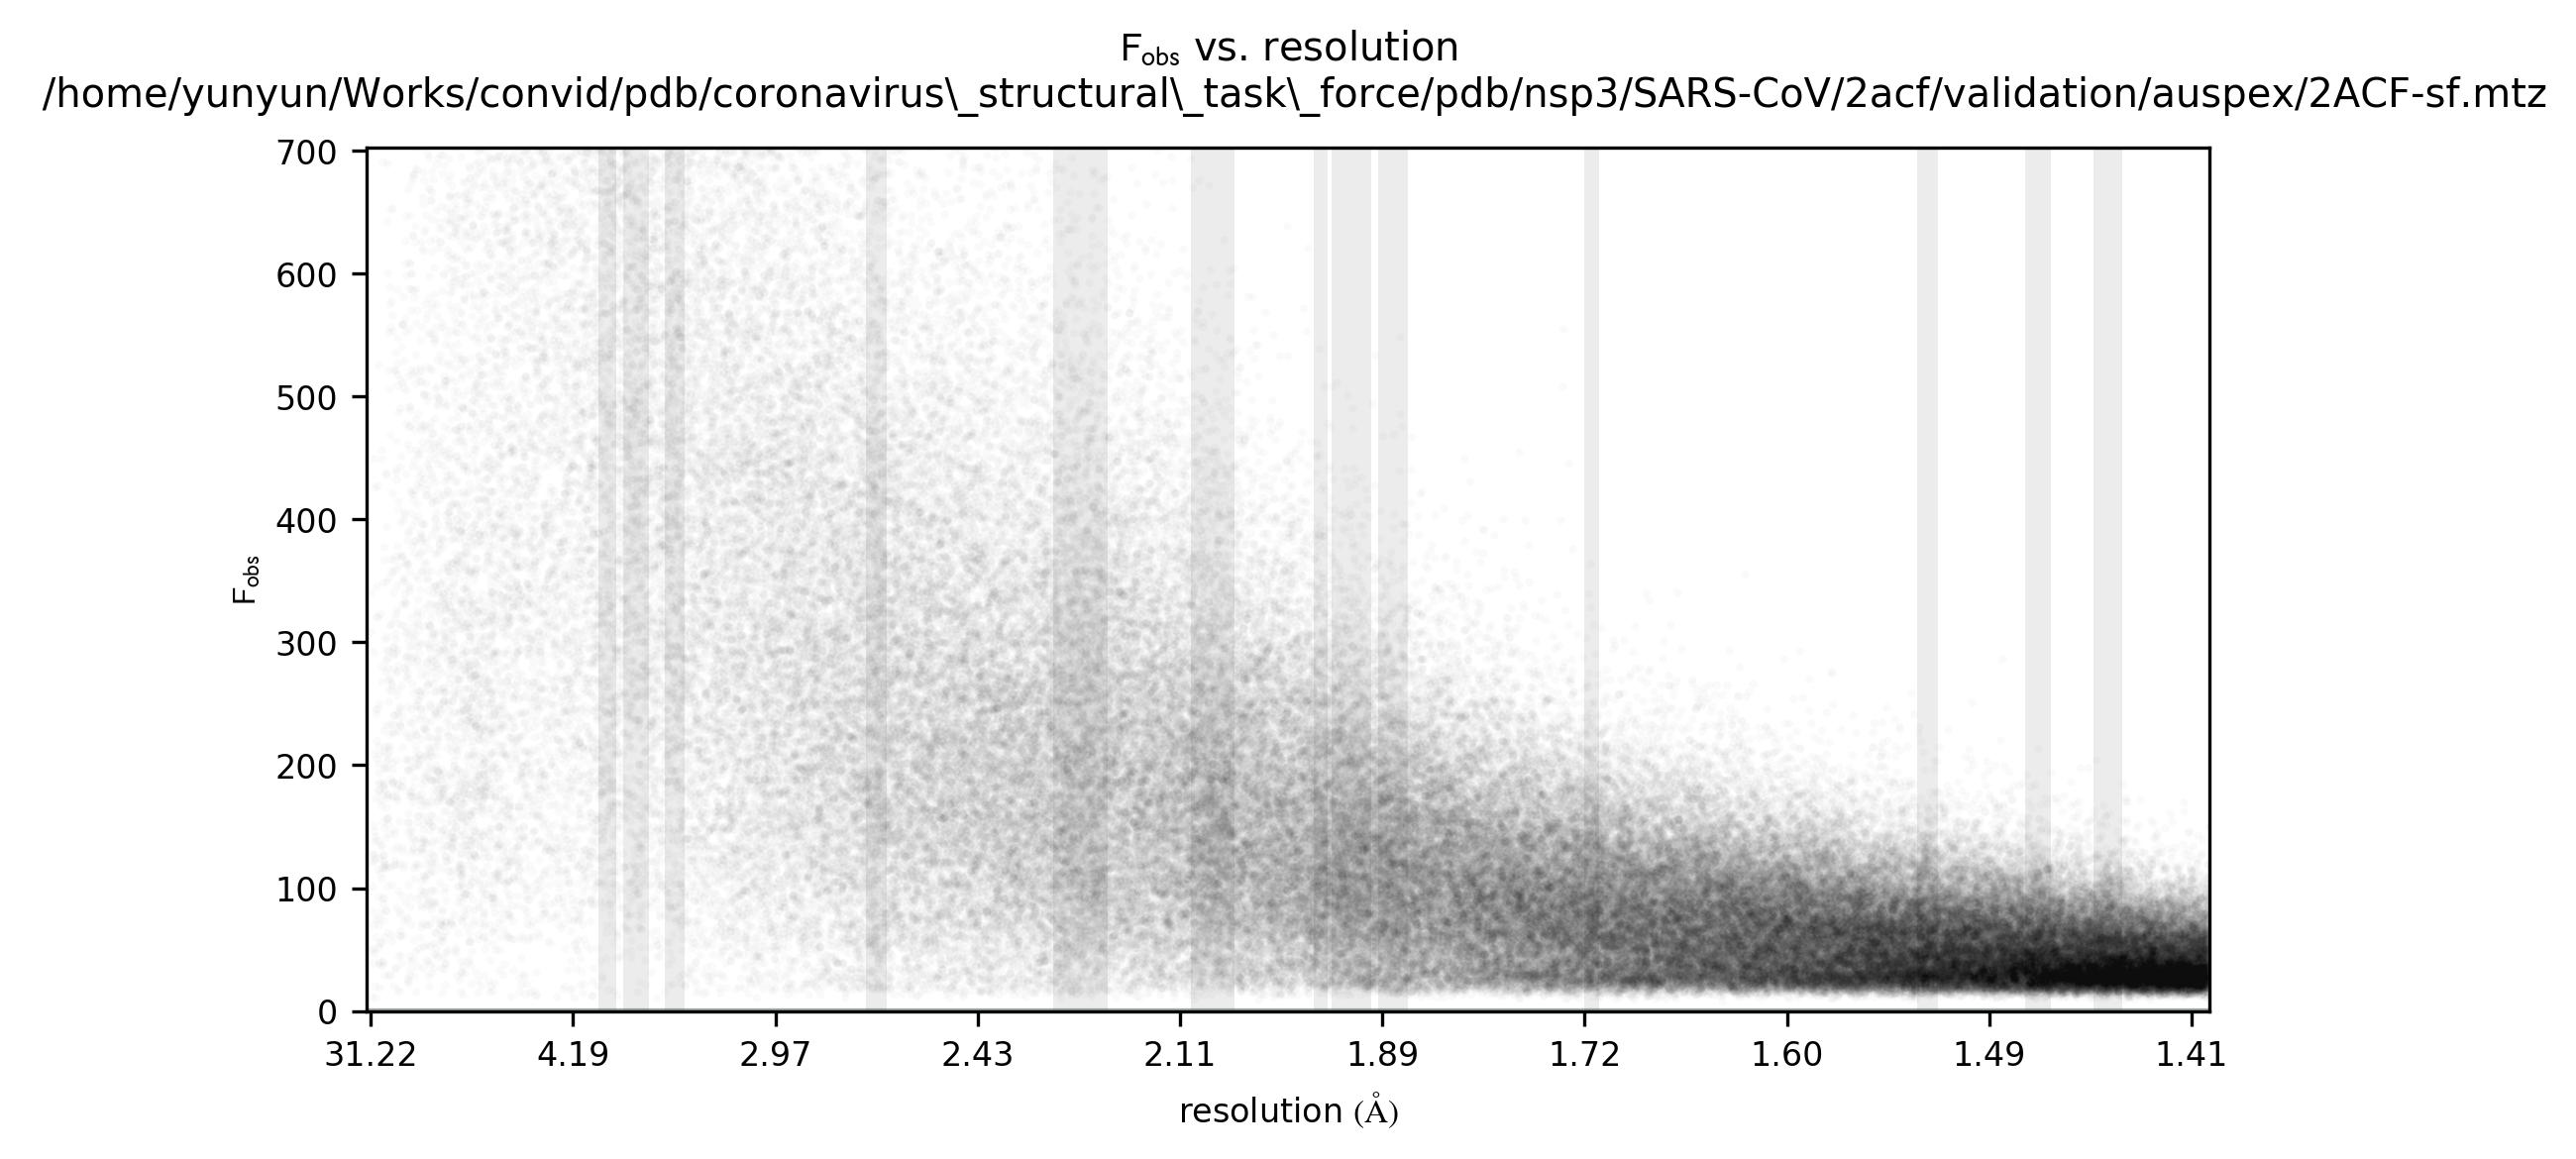 Fobs vs. resolution
/home/yunyun/Works/convid/pdb/coronavirus\_structural\_task\_force/pdb/nsp3/SARS-CoV/2acf/validation/auspex/2ACF-sf.mtz
700
600
500
400
300
200
100
0
Fobs
31.22 4.19 2.97 2.43 2.11 1.89 1.72 1.60 1.49 1.41
resolution (Å)